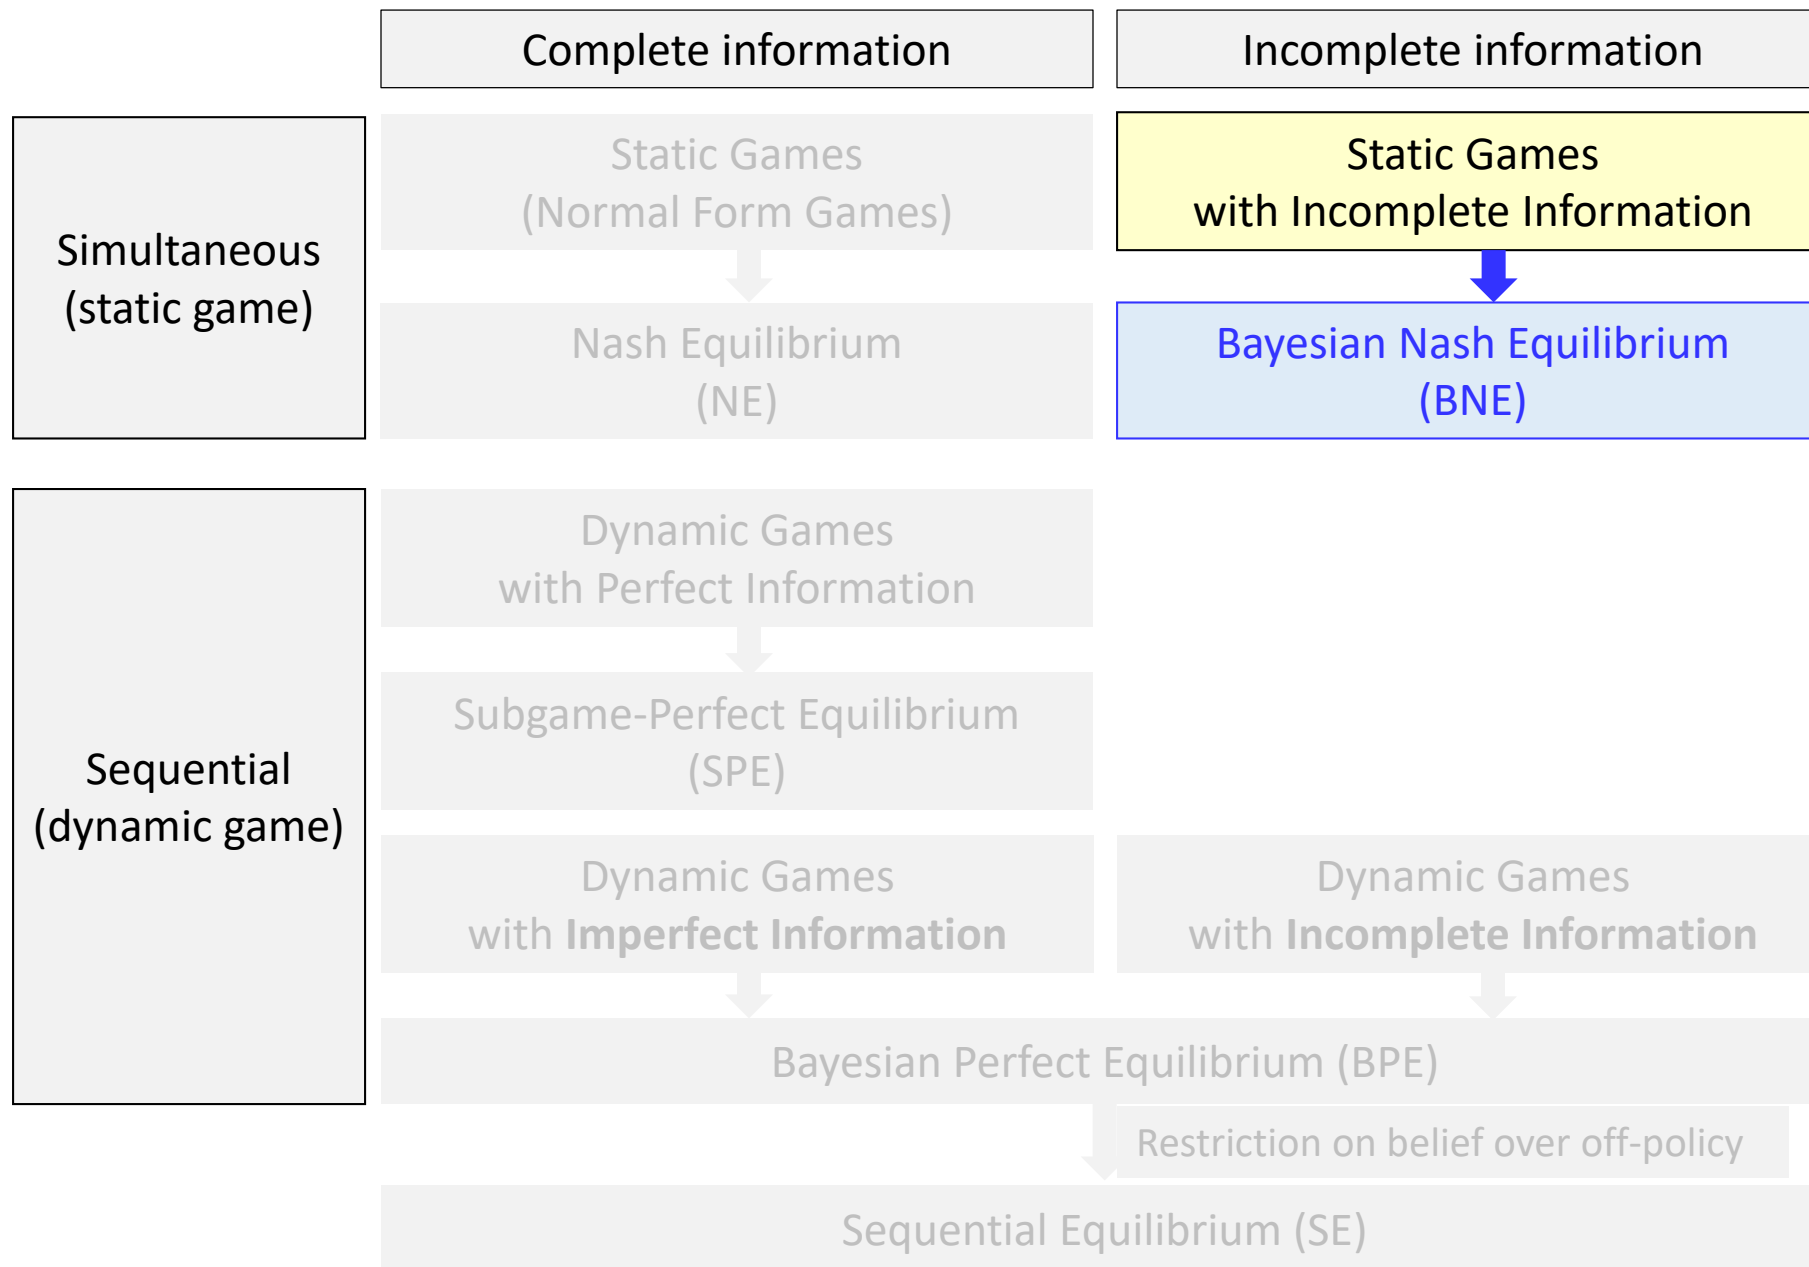 Complete information
Incomplete information
Simultaneous
(static game)
Static Games
(Normal Form Games)
Static Games
with Incomplete Information
Nash Equilibrium
(NE)
Bayesian Nash Equilibrium
(BNE)
Sequential
(dynamic game)
Dynamic Games
with Perfect Information
Subgame-Perfect Equilibrium
(SPE)
Dynamic Games
with Imperfect Information
Dynamic Games
with Incomplete Information
Bayesian Perfect Equilibrium (BPE)
Restriction on belief over off-policy
Sequential Equilibrium (SE)